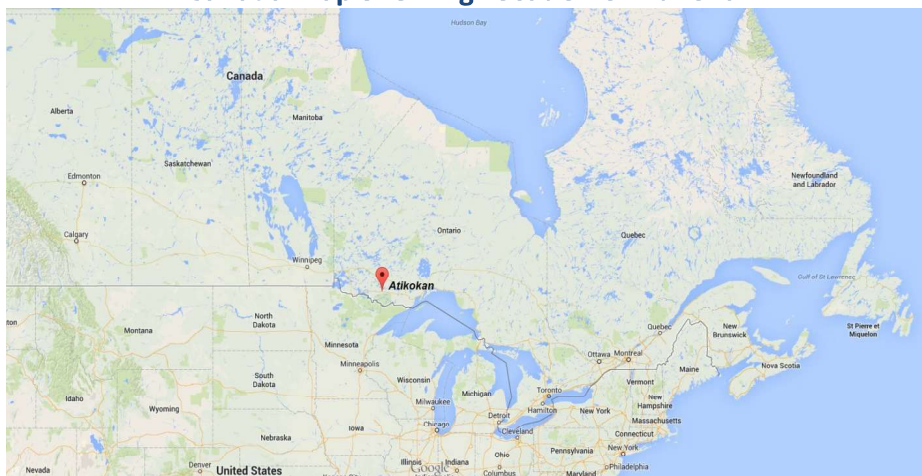 Hudson Bay
Canada
Alberta
Manitoba
Saskatchewan
Edmonton
Newfoundland
and Labrador
Ontario
Calgary
Quebec
Winnipeg
Gulf of St Lawrence
Atikokan
North
Dakota
Montana
Quebec
New
Brunswick
St Pierre et
Miquelon
Minnesota
Ottawa
Montreal
Maine
Nova Scotia
Minneapolis
South
Dakota
Wisconsin
Michigan
Toronto
Vermont
Idaho
Wyoming
Milwaukee
Hamilton
New York
New
Hampshire
Detroit
Massachusetts
Iowa
Chicago
Cleveland
Connecticut
Nebraska
Pennsylvania
New York
Ohio
Illinois
Indiana
Philadelphia
Nevada
Denver
United States
Google
Columbus
Maryland